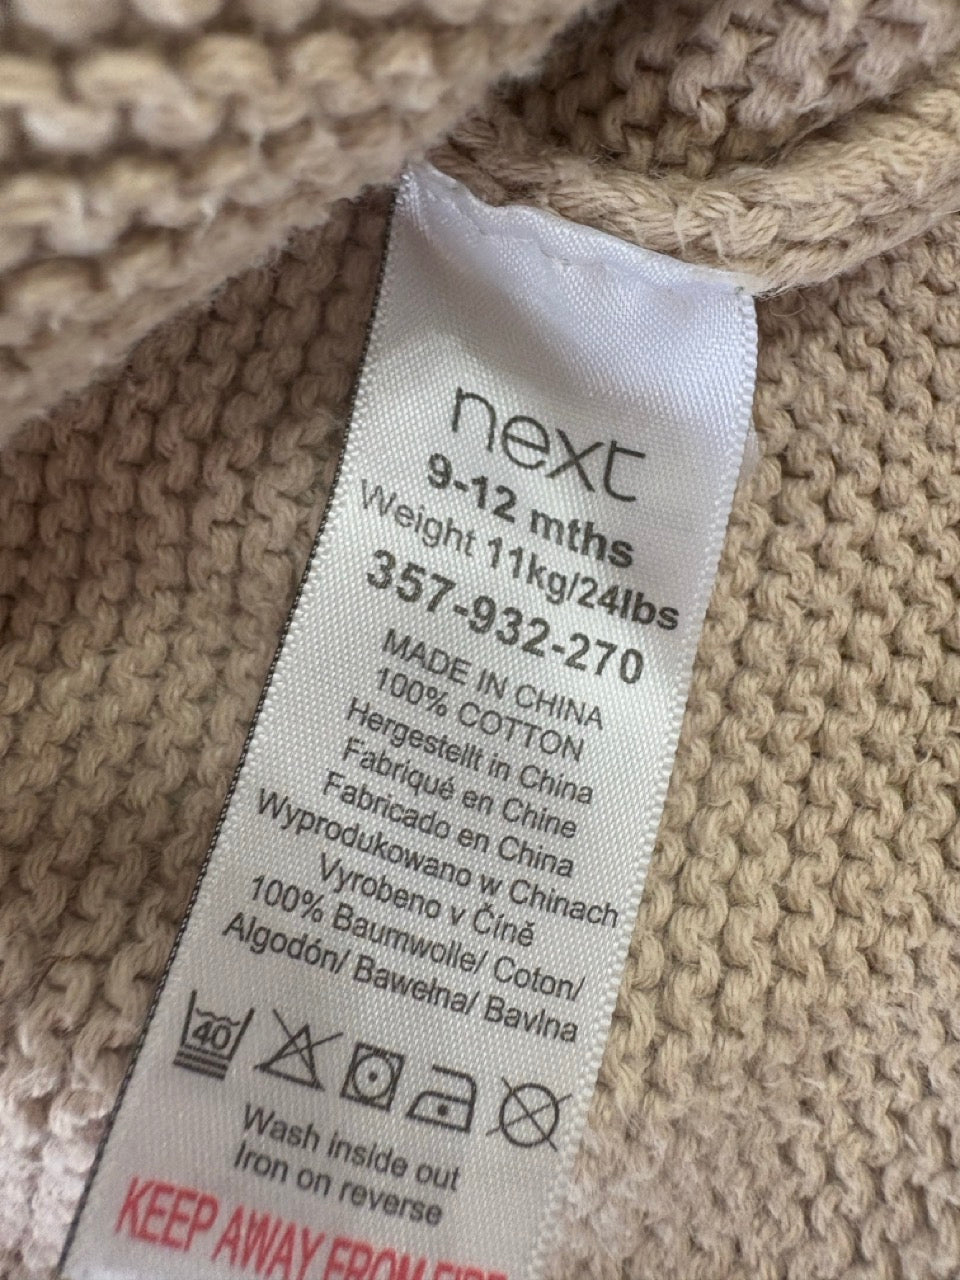 next
9-12 mths
Weight 11kg/24lbs
357-932-270
MADE IN CHINA
100% COTTON
Hergestellt in China
Fabriqué en Chine
Fabricado en China
Wyprodukowano w Chinach
Vyrobeno v Číně
100% Baumwolle/ Coton/
Algodón/ Bawełna/ Bavlna
40
Wash inside out
Iron on reverse
KEEP AWAY FROM FIRE